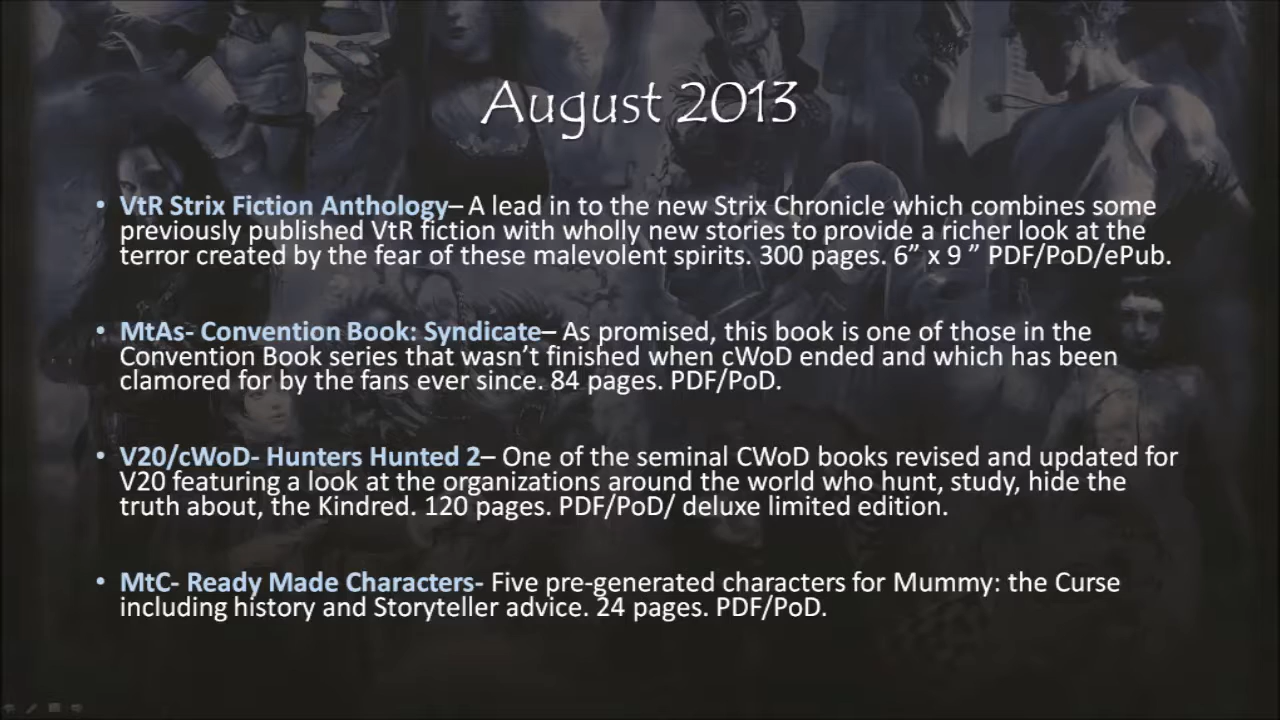 August 2013
• VtR Strix Fiction Anthology– A lead in to the new Strix Chronicle which combines some
previously published VtR fiction with wholly new stories to provide a richer look at the
terror created by the fear of these malevolent spirits. 300 pages. 6” x 9 ” PDF/PoD/ePub.
• MtAs- Convention Book: Syndicate– As promised, this book is one of those in the
Convention Book series that wasn’t finished when cWoD ended and which has been
clamored for by the fans ever since. 84 pages. PDF/PoD.
• V20/cWoD- Hunters Hunted 2– One of the seminal CWoD books revised and updated for
V20 featuring a look at the organizations around the world who hunt, study, hide the
truth about, the Kindred. 120 pages. PDF/PoD/ deluxe limited edition.
• MtC- Ready Made Characters- Five pre-generated characters for Mummy: the Curse
including history and Storyteller advice. 24 pages. PDF/PoD.